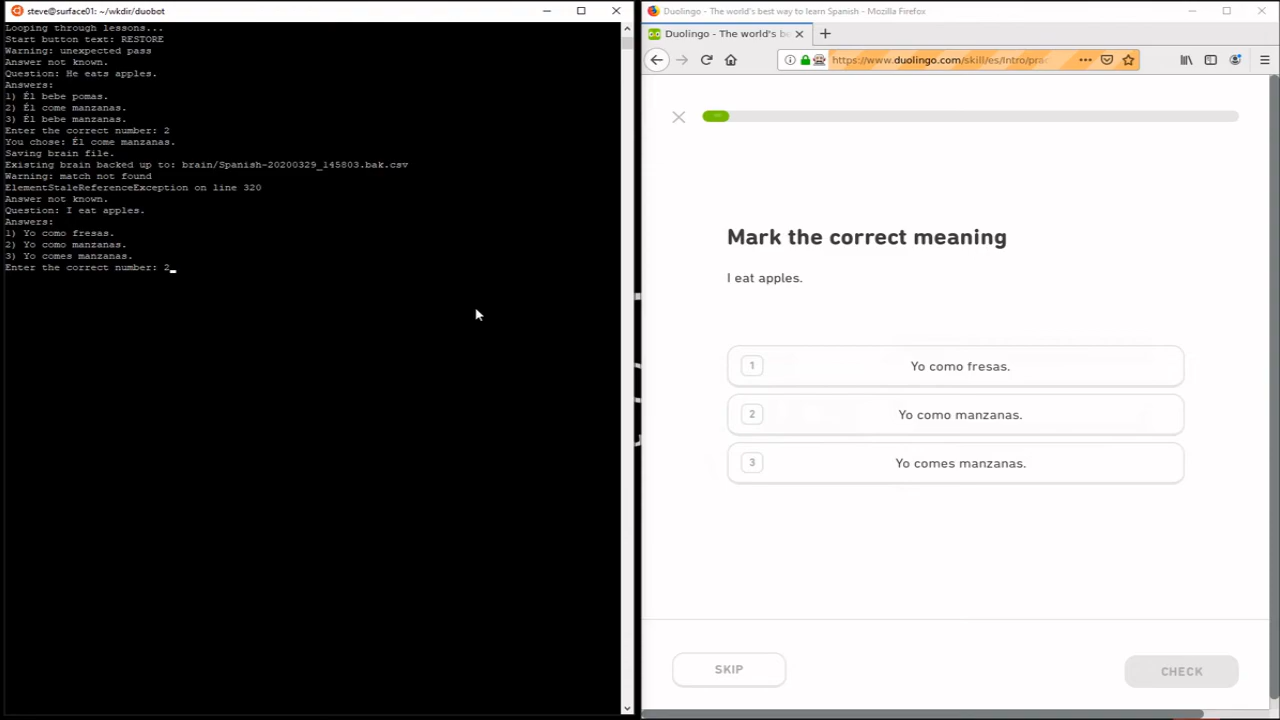 steve@surface01: ~/wkdir/duobot
Looping through lessons...
Start button text: RESTORE
Warning: unexpected pass
Answer not known.
Question: He eats apples.
Answers:
1) Él bebe pomas.
2) Él come manzanas.
3) Él bebe manzanas.
Enter the correct number: 2
You chose: Él come manzanas.
Saving brain file.
Existing brain backed up to: brain/Spanish-20200329_145803.bak.csv
Warning: match not found
ElementStaleReferenceException on line 320
Answer not known.
Question: I eat apples.
Answers:
1) Yo como fresas.
2) Yo como manzanas.
3) Yo comes manzanas.
Enter the correct number: 2
Duolingo - The world's best way to learn Spanish - Mozilla Firefox
Duolingo - The world's be
https://www.duolingo.com/skill/es/Intro/prac
Mark the correct meaning
I eat apples.
1 Yo como fresas.
2 Yo como manzanas.
3 Yo comes manzanas.
SKIP
CHECK